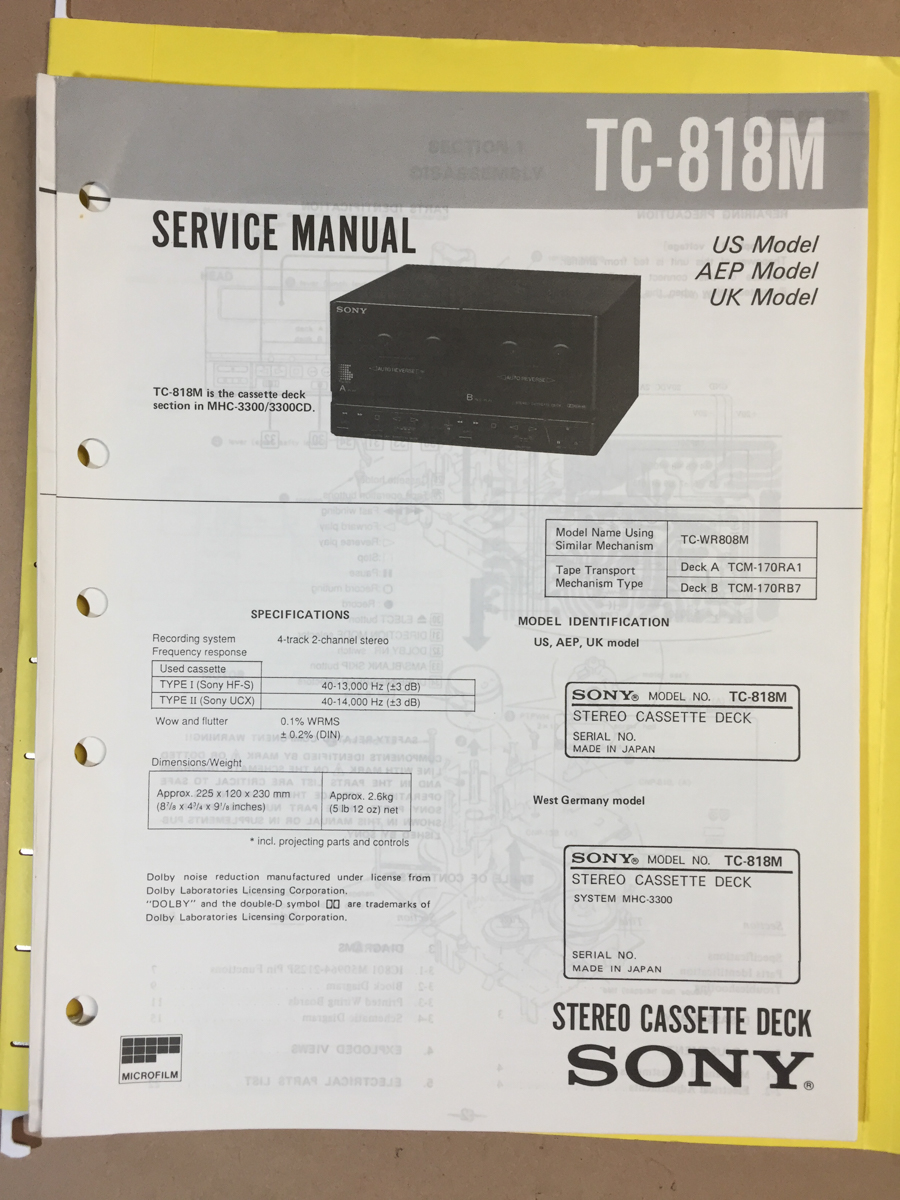 TC-818M
SERVICE MANUAL
US Model
AEP Model
UK Model
SONY
AUTO REVERSE
AUTO REVERSE
A
B
TC-818M is the cassette deck
section in MHC-3300/3300CD.
Model Name Using
Similar Mechanism
TC-WR808M
Tape Transport
Mechanism Type
Deck A TCM-170RA1
Deck B TCM-170RB7
SPECIFICATIONS
Recording system 4-track 2-channel stereo
Frequency response
Used cassette
TYPE I (Sony HF-S) 40-13,000 Hz (±3 dB)
TYPE II (Sony UCX) 40-14,000 Hz (±3 dB)
Wow and flutter 0.1% WRMS
± 0.2% (DIN)
Dimensions/Weight
Approx. 225 x 120 x 230 mm
(8⁷/₈ x 4³/₄ x 9¹/₈ inches)
Approx. 2.6kg
(5 lb 12 oz) net
* incl. projecting parts and controls
Dolby noise reduction manufactured under license from
Dolby Laboratories Licensing Corporation.
"DOLBY" and the double-D symbol are trademarks of
Dolby Laboratories Licensing Corporation.
MODEL IDENTIFICATION
US, AEP, UK model
SONY® MODEL NO. TC-818M
STEREO CASSETTE DECK
SERIAL NO.
MADE IN JAPAN
West Germany model
SONY® MODEL NO. TC-818M
STEREO CASSETTE DECK
SYSTEM MHC-3300
SERIAL NO.
MADE IN JAPAN
MICROFILM
STEREO CASSETTE DECK
SONY®